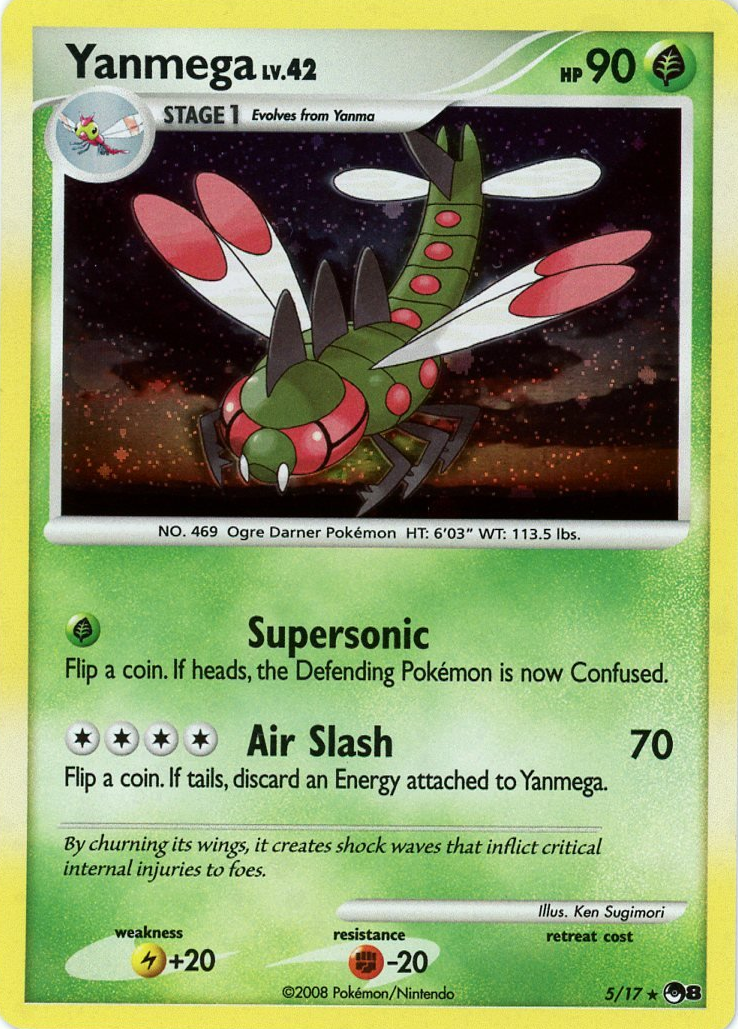 Yanmega LV.42 HP 90
STAGE 1 Evolves from Yanma
NO. 469 Ogre Darner Pokémon HT: 6'03" WT: 113.5 lbs.
Supersonic
Flip a coin. If heads, the Defending Pokémon is now Confused.
Air Slash 70
Flip a coin. If tails, discard an Energy attached to Yanmega.
By churning its wings, it creates shock waves that inflict critical
internal injuries to foes.
Illus. Ken Sugimori
weakness resistance retreat cost
+20 -20
©2008 Pokémon/Nintendo 5/17 ★ 8